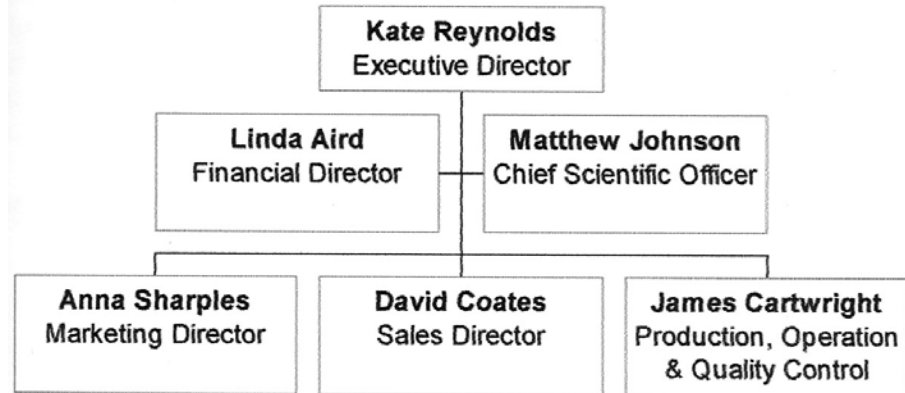 Kate Reynolds
Executive Director
Linda Aird
Financial Director
Matthew Johnson
Chief Scientific Officer
Anna Sharples
Marketing Director
David Coates
Sales Director
James Cartwright
Production, Operation
& Quality Control